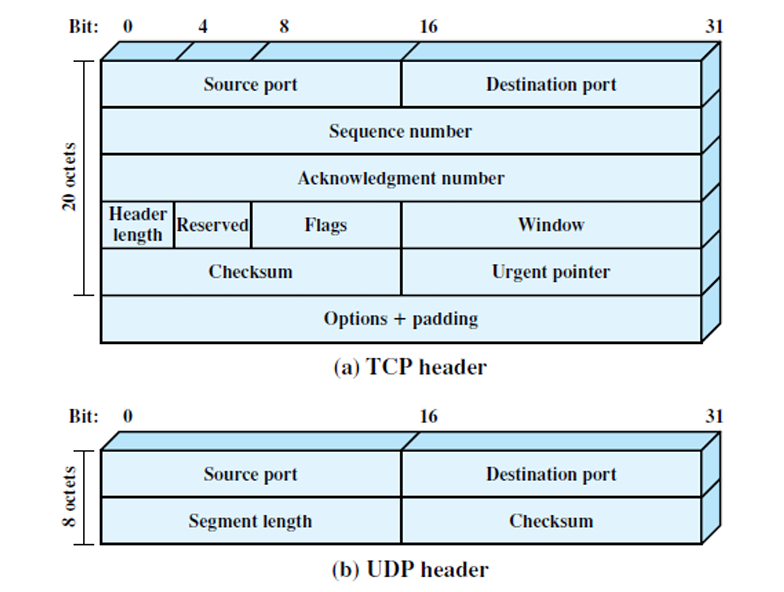 Bit: 0 4 8 16 31
Source port Destination port
Sequence number
Acknowledgment number
Header
length Reserved Flags Window
Checksum Urgent pointer
Options + padding
20 octets
(a) TCP header
Bit: 0 16 31
Source port Destination port
Segment length Checksum
8 octets
(b) UDP header